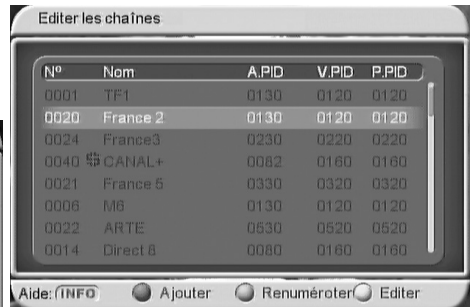 Editer les chaînes
Nº Nom A.PID V.PID P.PID
0001 TF1 0130 0120 0120
0020 France 2 0130 0120 0120
0024 France3 0230 0220 0220
0040 $ CANAL+ 0082 0160 0160
0021 France 5 0330 0320 0320
0006 M6 0130 0120 0120
0022 ARTE 0530 0520 0520
0014 Direct 8 0080 0160 0160
Aide: INFO Ajouter Renuméroter Editer